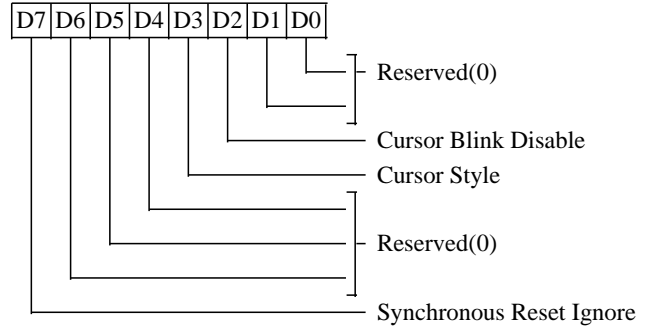 D7 D6 D5 D4 D3 D2 D1 D0
Reserved(0)
Cursor Blink Disable
Cursor Style
Reserved(0)
Synchronous Reset Ignore